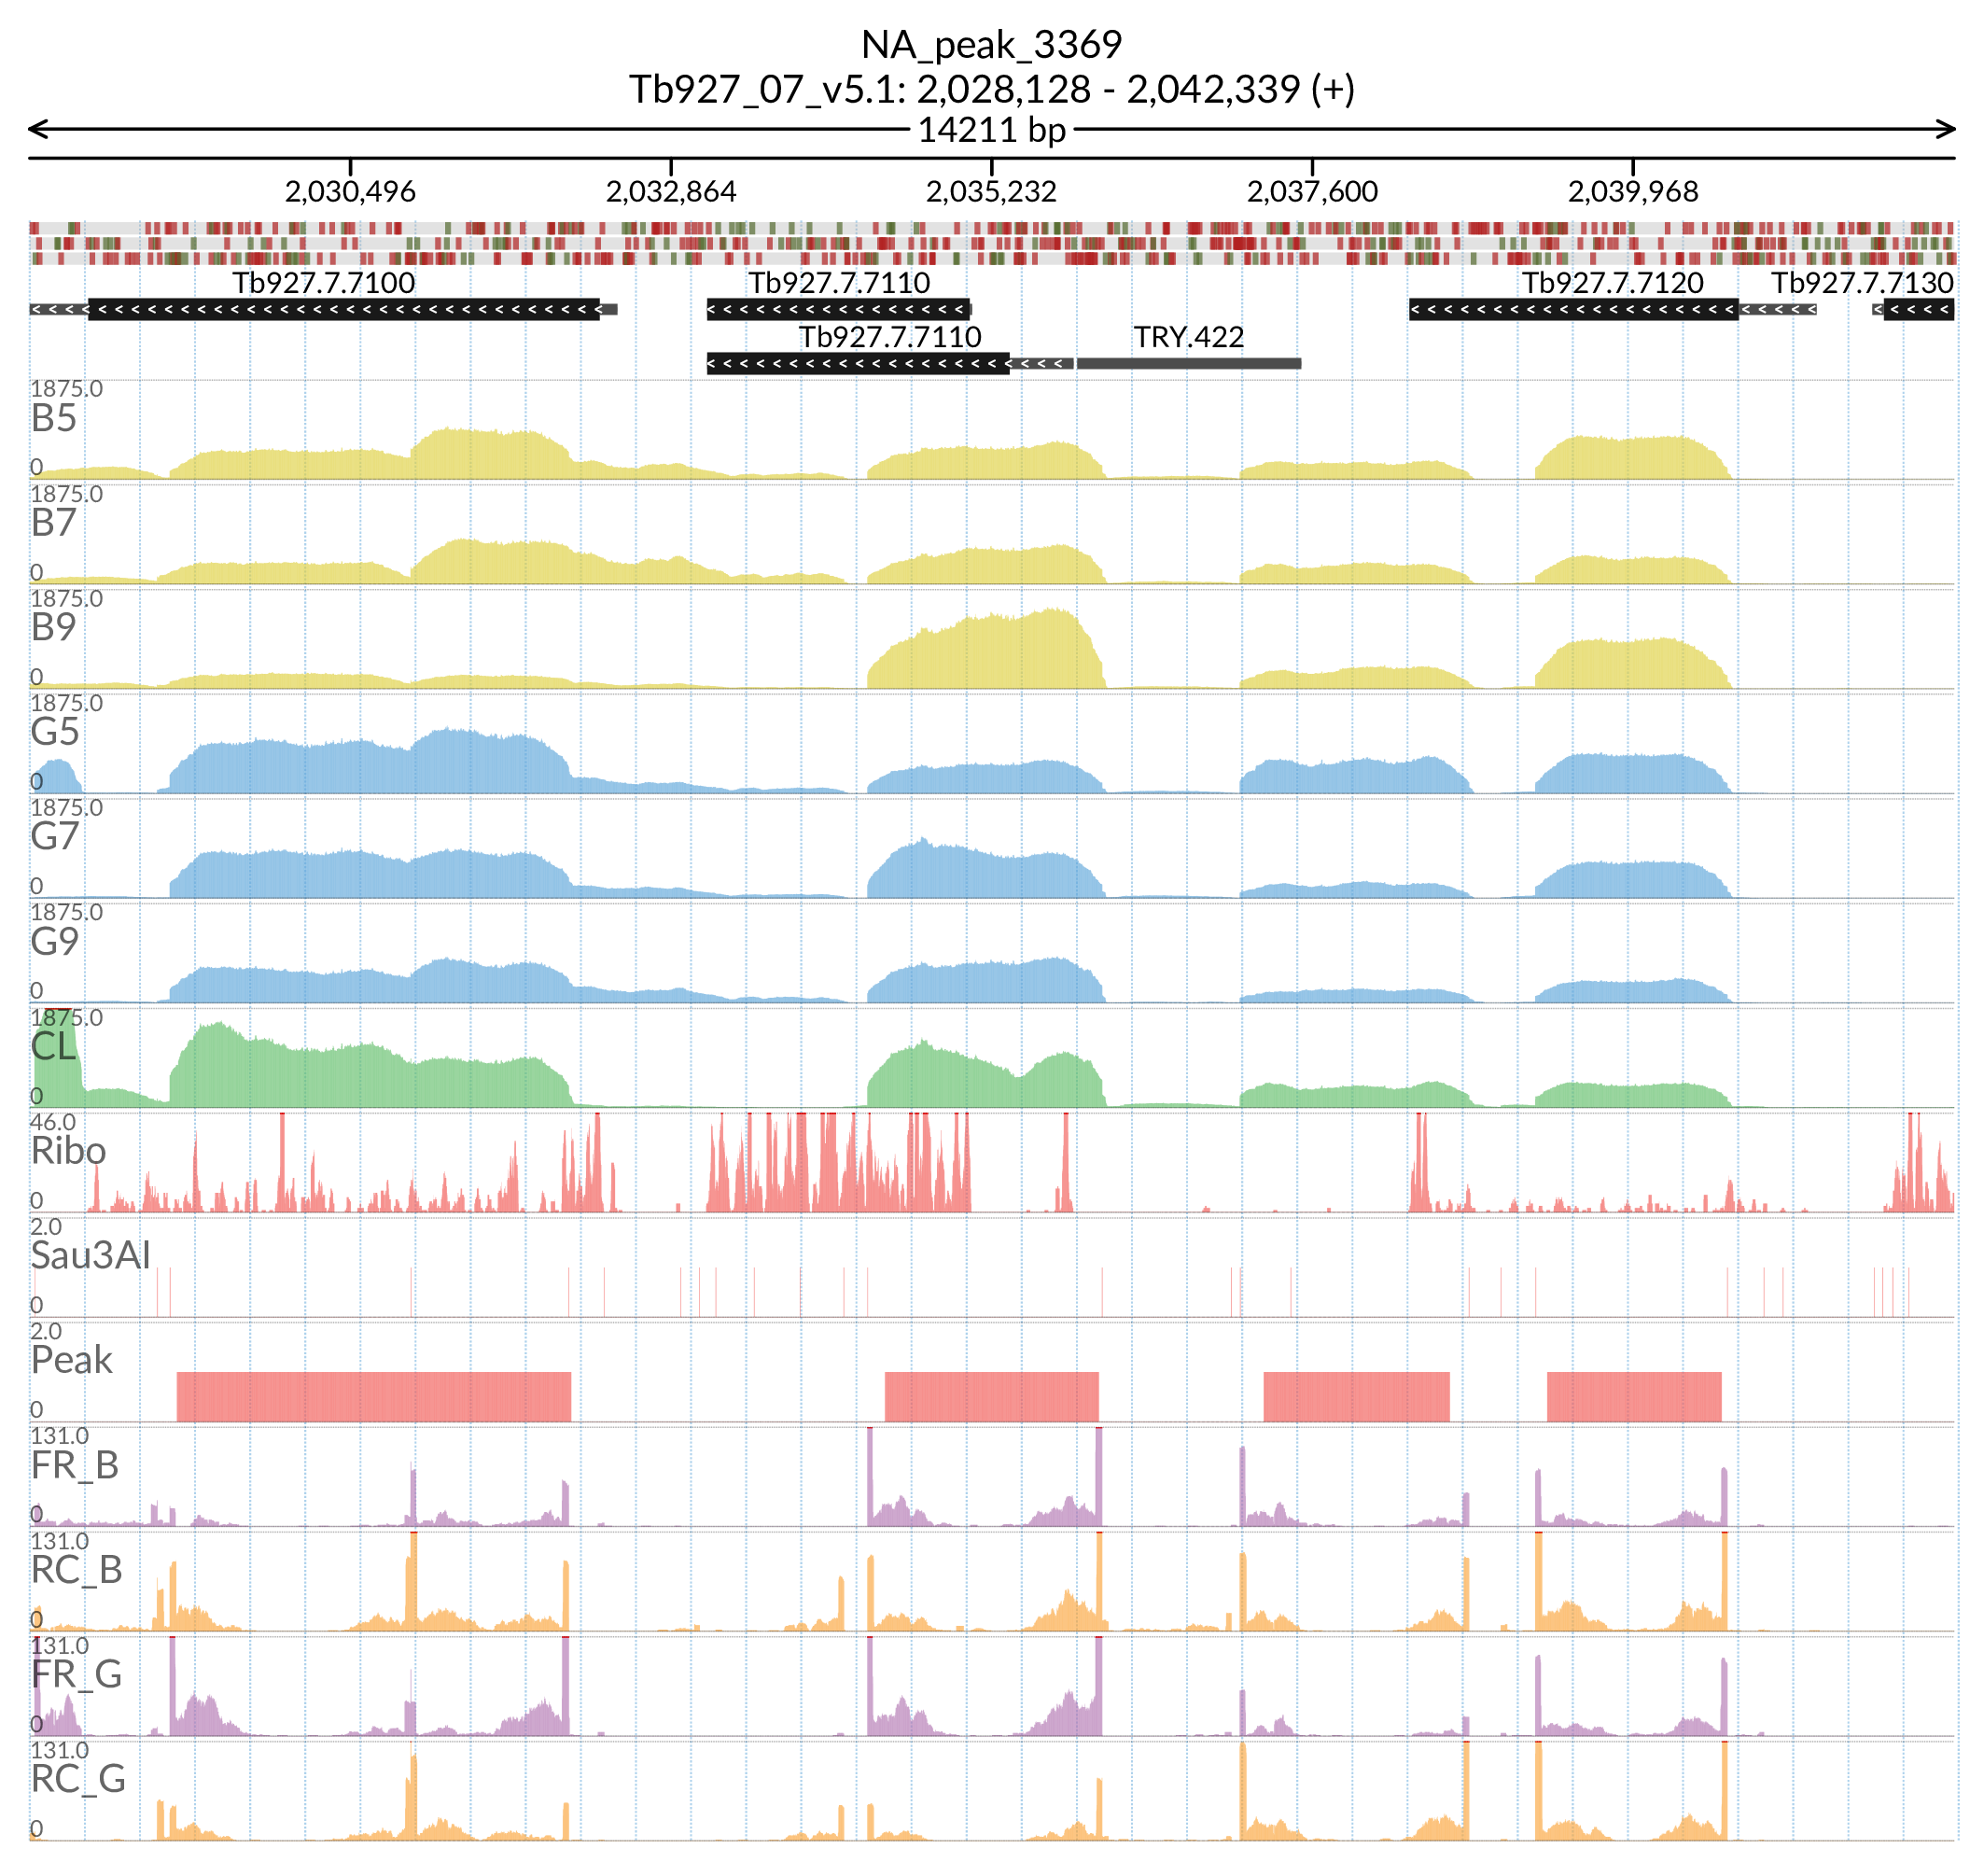 NA_peak_3369
Tb927_07_v5.1: 2,028,128 - 2,042,339 (+)
14211 bp
2,030,496 2,032,864 2,035,232 2,037,600 2,039,968
Tb927.7.7100 Tb927.7.7110 Tb927.7.7120 Tb927.7.7130
Tb927.7.7110 TRY.422
1875.0
B5
0
1875.0
B7
0
1875.0
B9
0
1875.0
G5
0
1875.0
G7
0
1875.0
G9
0
1875.0
CL
0
46.0
Ribo
0
2.0
Sau3AI
0
2.0
Peak
0
131.0
FR_B
0
131.0
RC_B
0
131.0
FR_G
0
131.0
RC_G
0